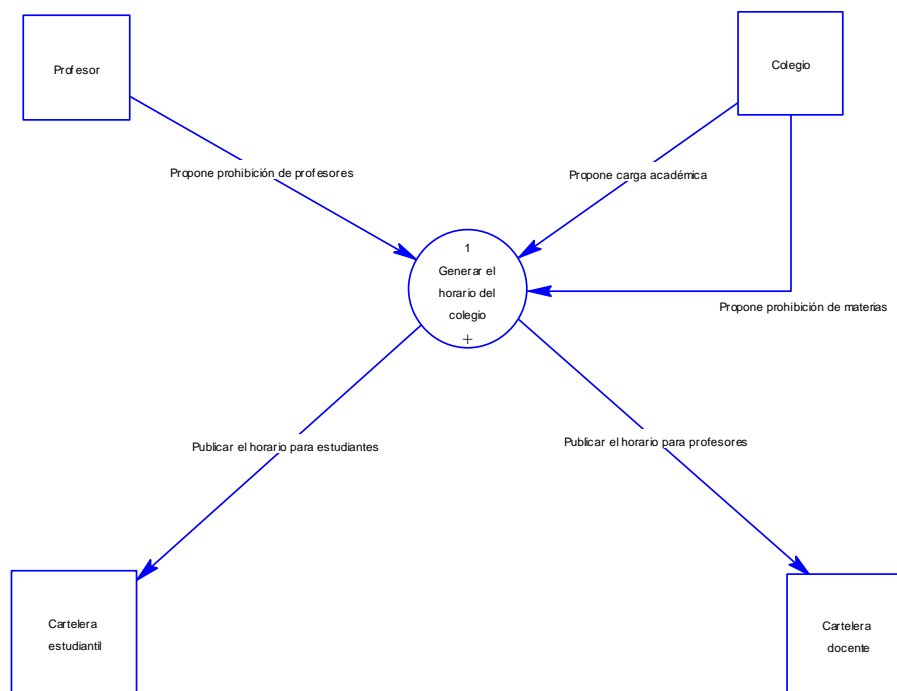 Profesor
Colegio
Propone prohibición de profesores
Propone carga académica
1
Generar el
horario del
colegio
+
Propone prohibición de materias
Publicar el horario para estudiantes
Publicar el horario para profesores
Cartelera
estudiantil
Cartelera
docente